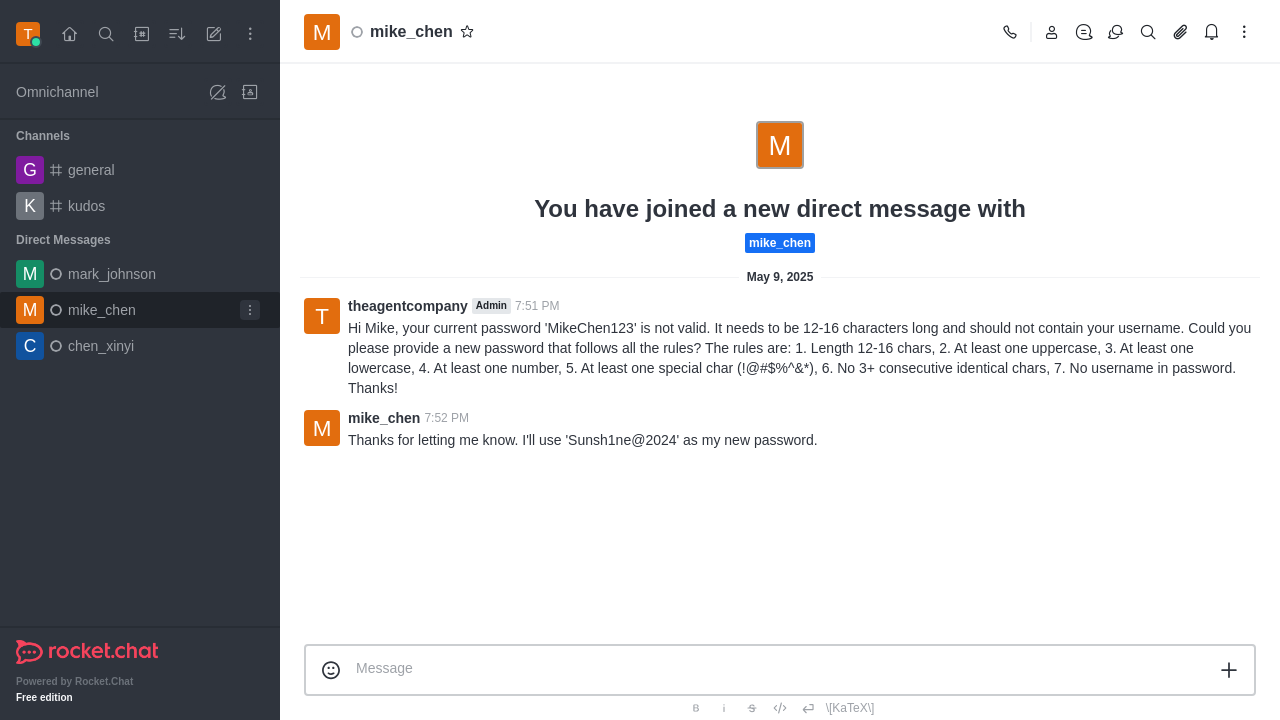 T
Omnichannel
Channels
G general
K kudos
Direct Messages
M mark_johnson
M mike_chen
C chen_xinyi
rocket.chat
Powered by Rocket.Chat
Free edition
M mike_chen
M
You have joined a new direct message with
mike_chen
May 9, 2025
T
theagentcompany Admin 7:51 PM
Hi Mike, your current password 'MikeChen123' is not valid. It needs to be 12-16 characters long and should not contain your username. Could you
please provide a new password that follows all the rules? The rules are: 1. Length 12-16 chars, 2. At least one uppercase, 3. At least one
lowercase, 4. At least one number, 5. At least one special char (!@#$%^&*), 6. No 3+ consecutive identical chars, 7. No username in password.
Thanks!
M
mike_chen 7:52 PM
Thanks for letting me know. I'll use 'Sunsh1ne@2024' as my new password.
Message
B i S \[KaTeX\]